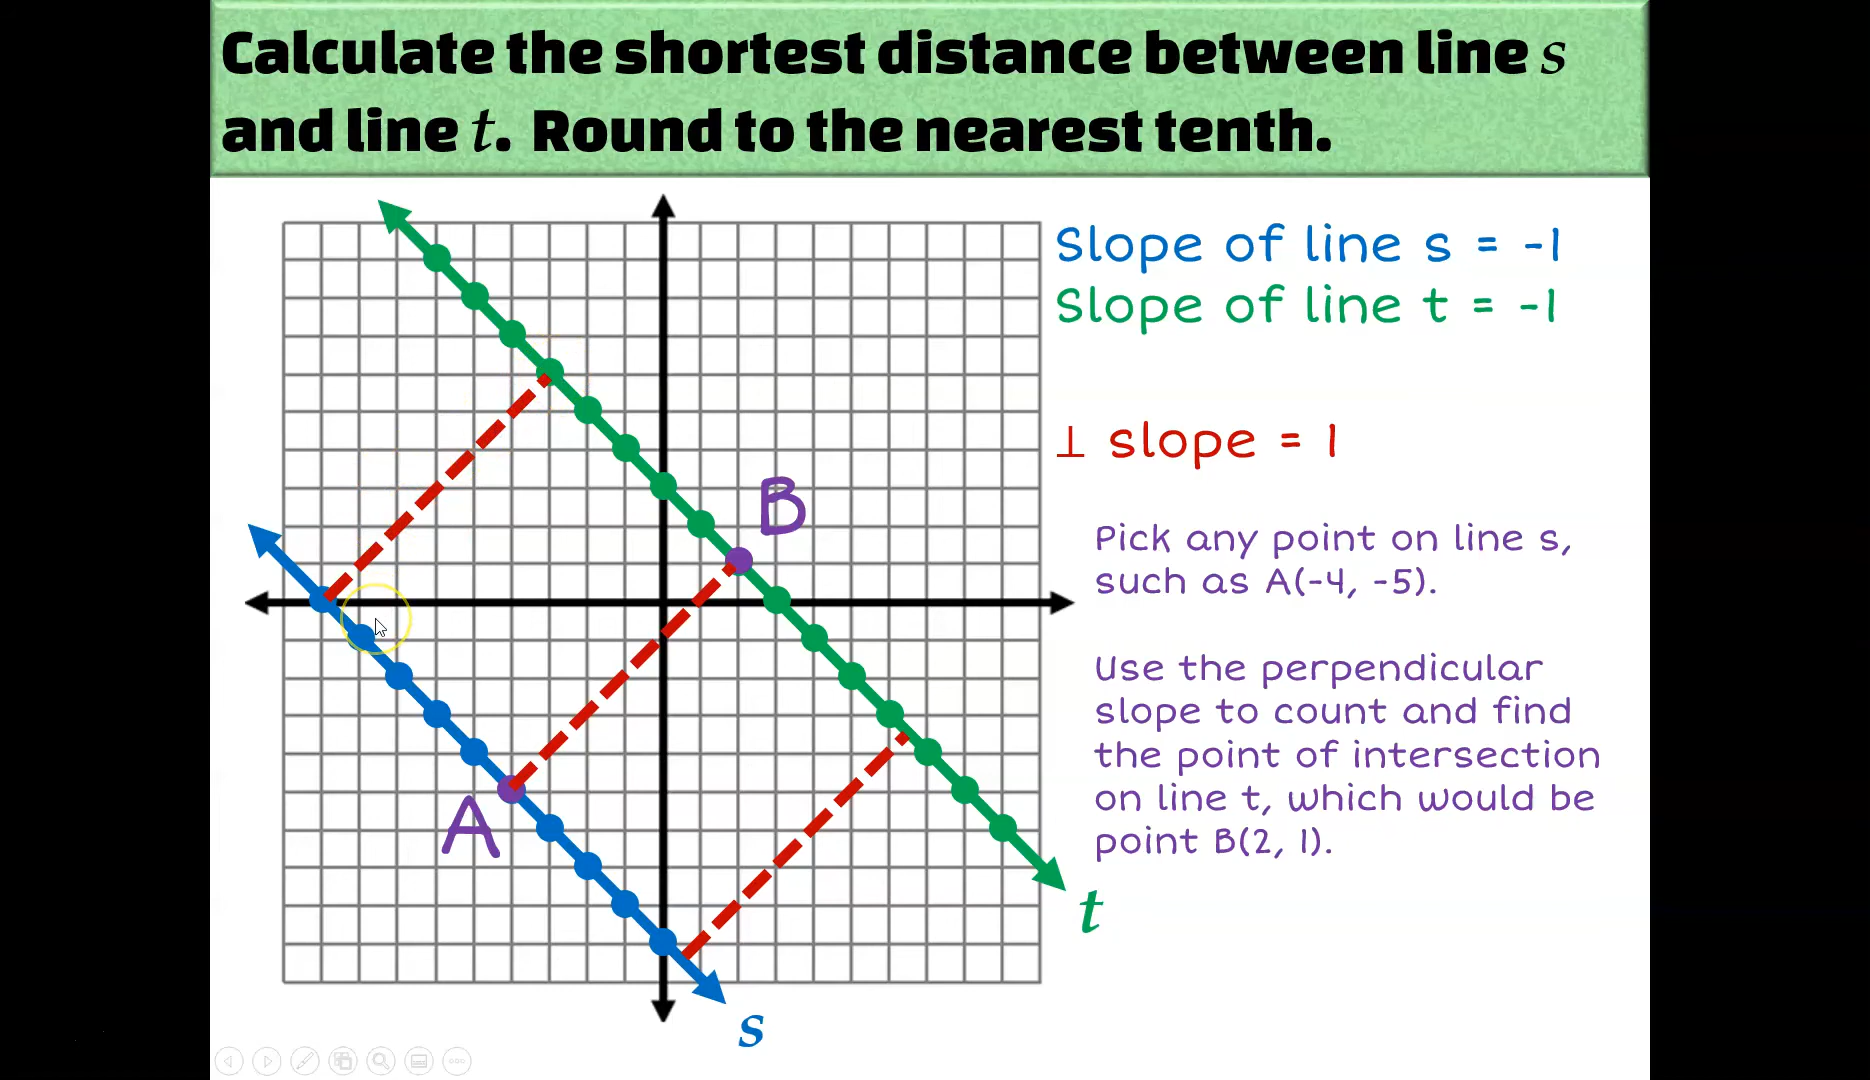 Calculate the shortest distance between line s
and line t. Round to the nearest tenth.
Slope of line s = -1
Slope of line t = -1
⊥ slope = 1
B
Pick any point on line s,
such as A(-4, -5).
Use the perpendicular
slope to count and find
the point of intersection
on line t, which would be
point B(2, 1).
A
t
s